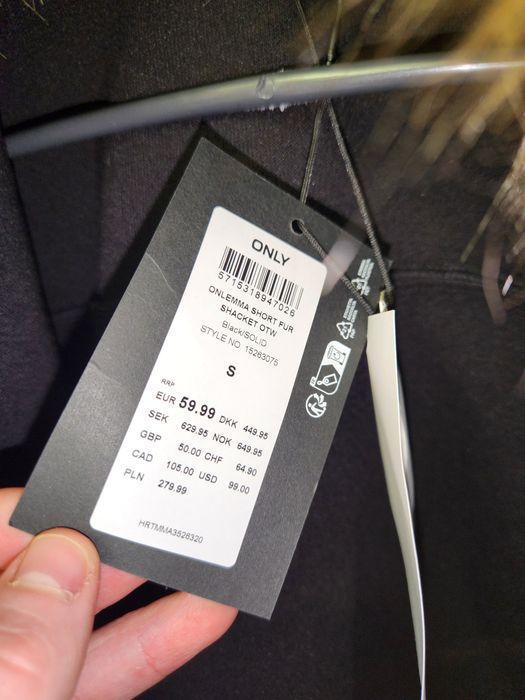 ONLY
5715318947026
ONLEMMA SHORT FUR
SHACKET OTW
Black/SOLID
STYLE NO. 15263075
S
RRP
EUR 59.99 DKK 449.95
SEK 629.95 NOK 649.95
GBP 50.00 CHF 64.90
CAD 105.00 USD 99.00
PLN 279.99
HRTMMA3528320